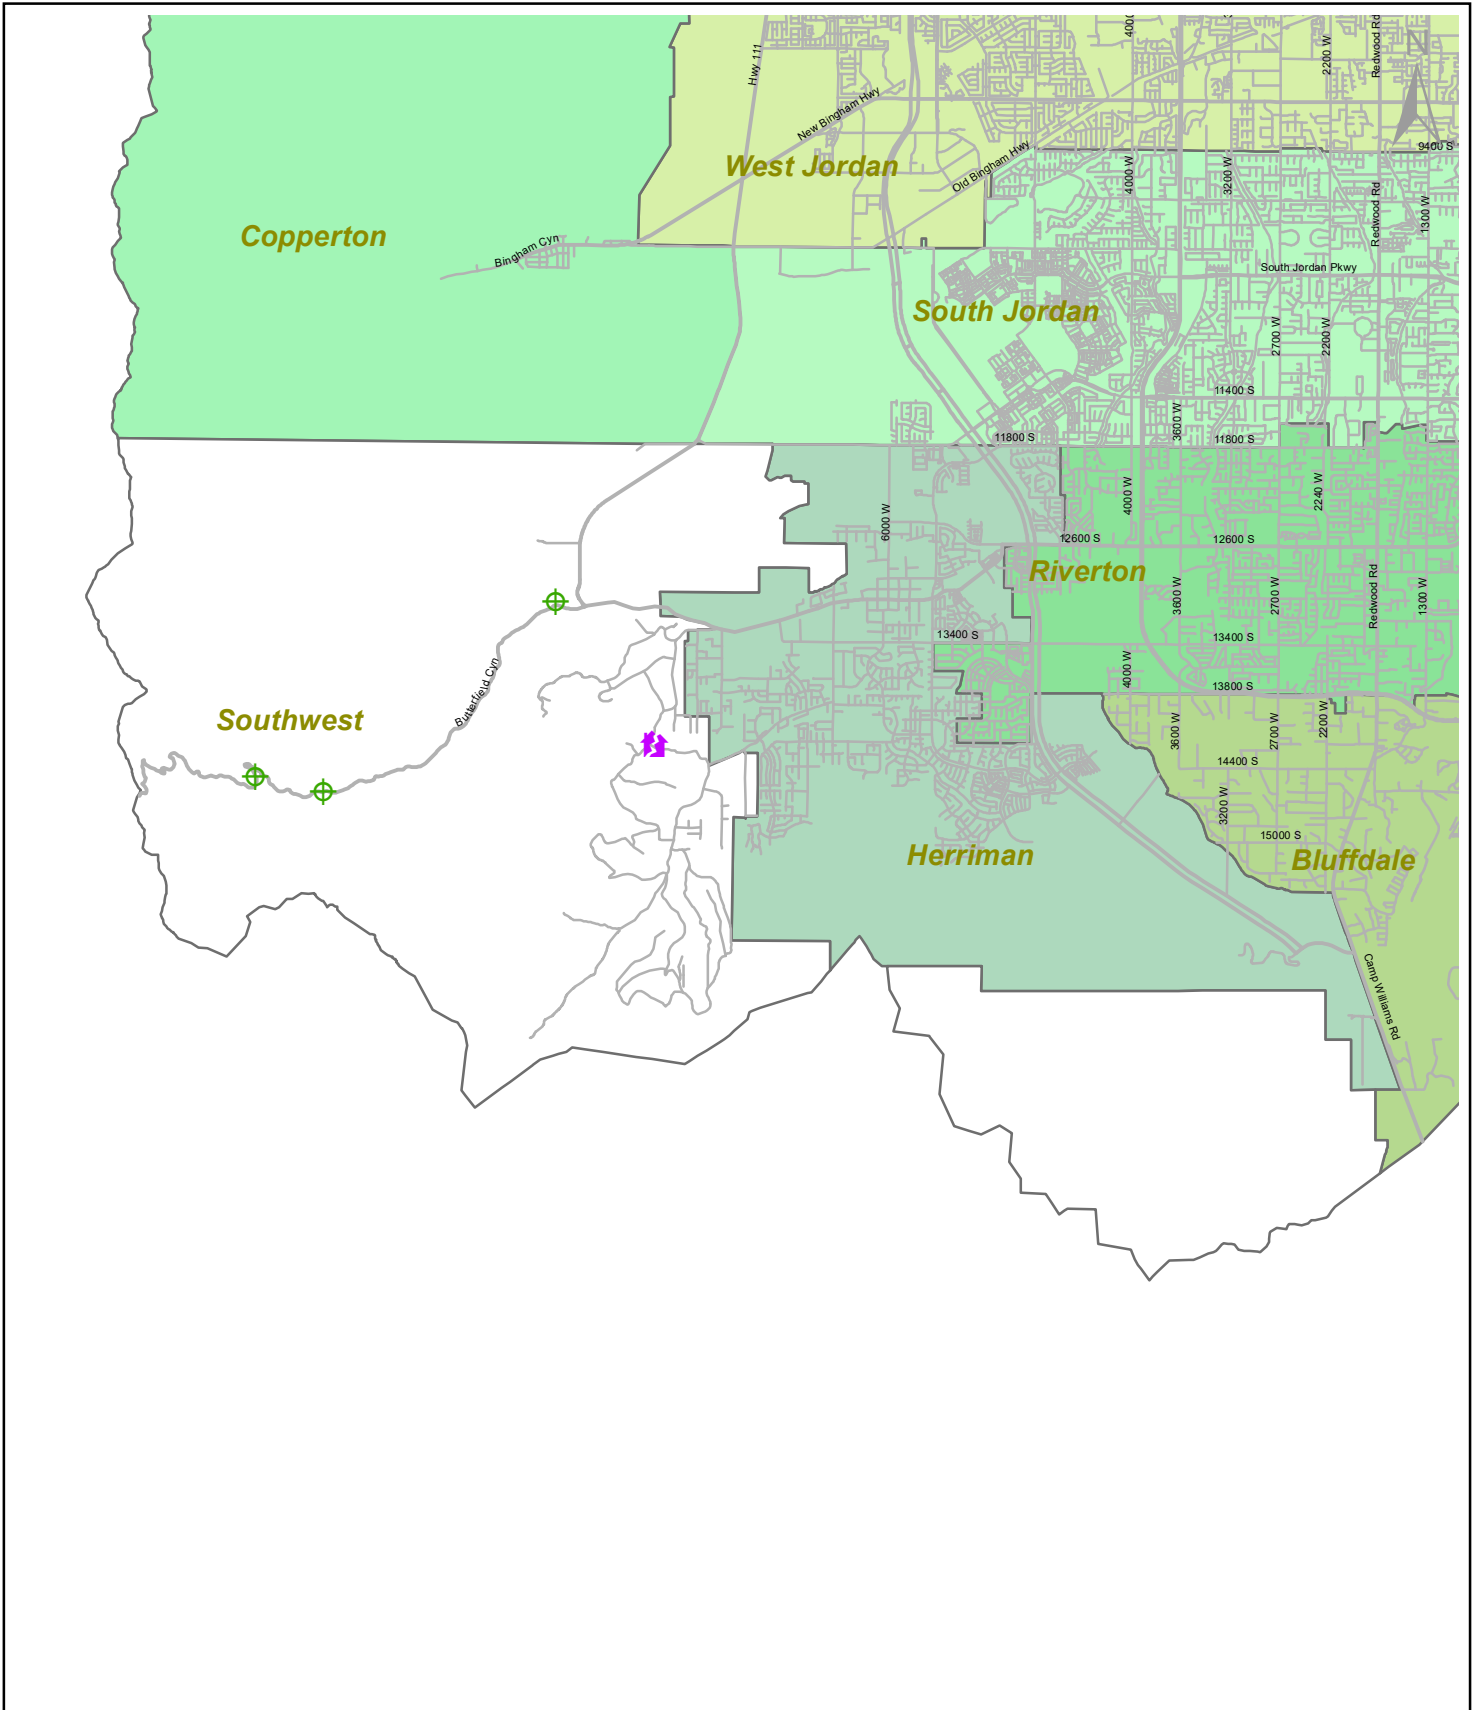 4000
2200 W
Redwood Rd
N
Hwy 111
New Bingham Hwy
9400 S
Old Bingham Hwy
West Jordan
4000 W
3200 W
Redwood Rd
1300 W
Copperton
Bingham Cyn
South Jordan Pkwy
South Jordan
2700 W
2200 W
11400 S
3600 W
11800 S
11800 S
4000 W
2240 W
6000 W
12600 S
12600 S
Riverton
3600 W
2700 W
Redwood Rd
1300 W
13400 S
13400 S
4000 W
13800 S
Butterfield Cyn
Southwest
3600 W
2700 W
2200 W
14400 S
3200 W
15000 S
Herriman
Bluffdale
Camp Williams Rd